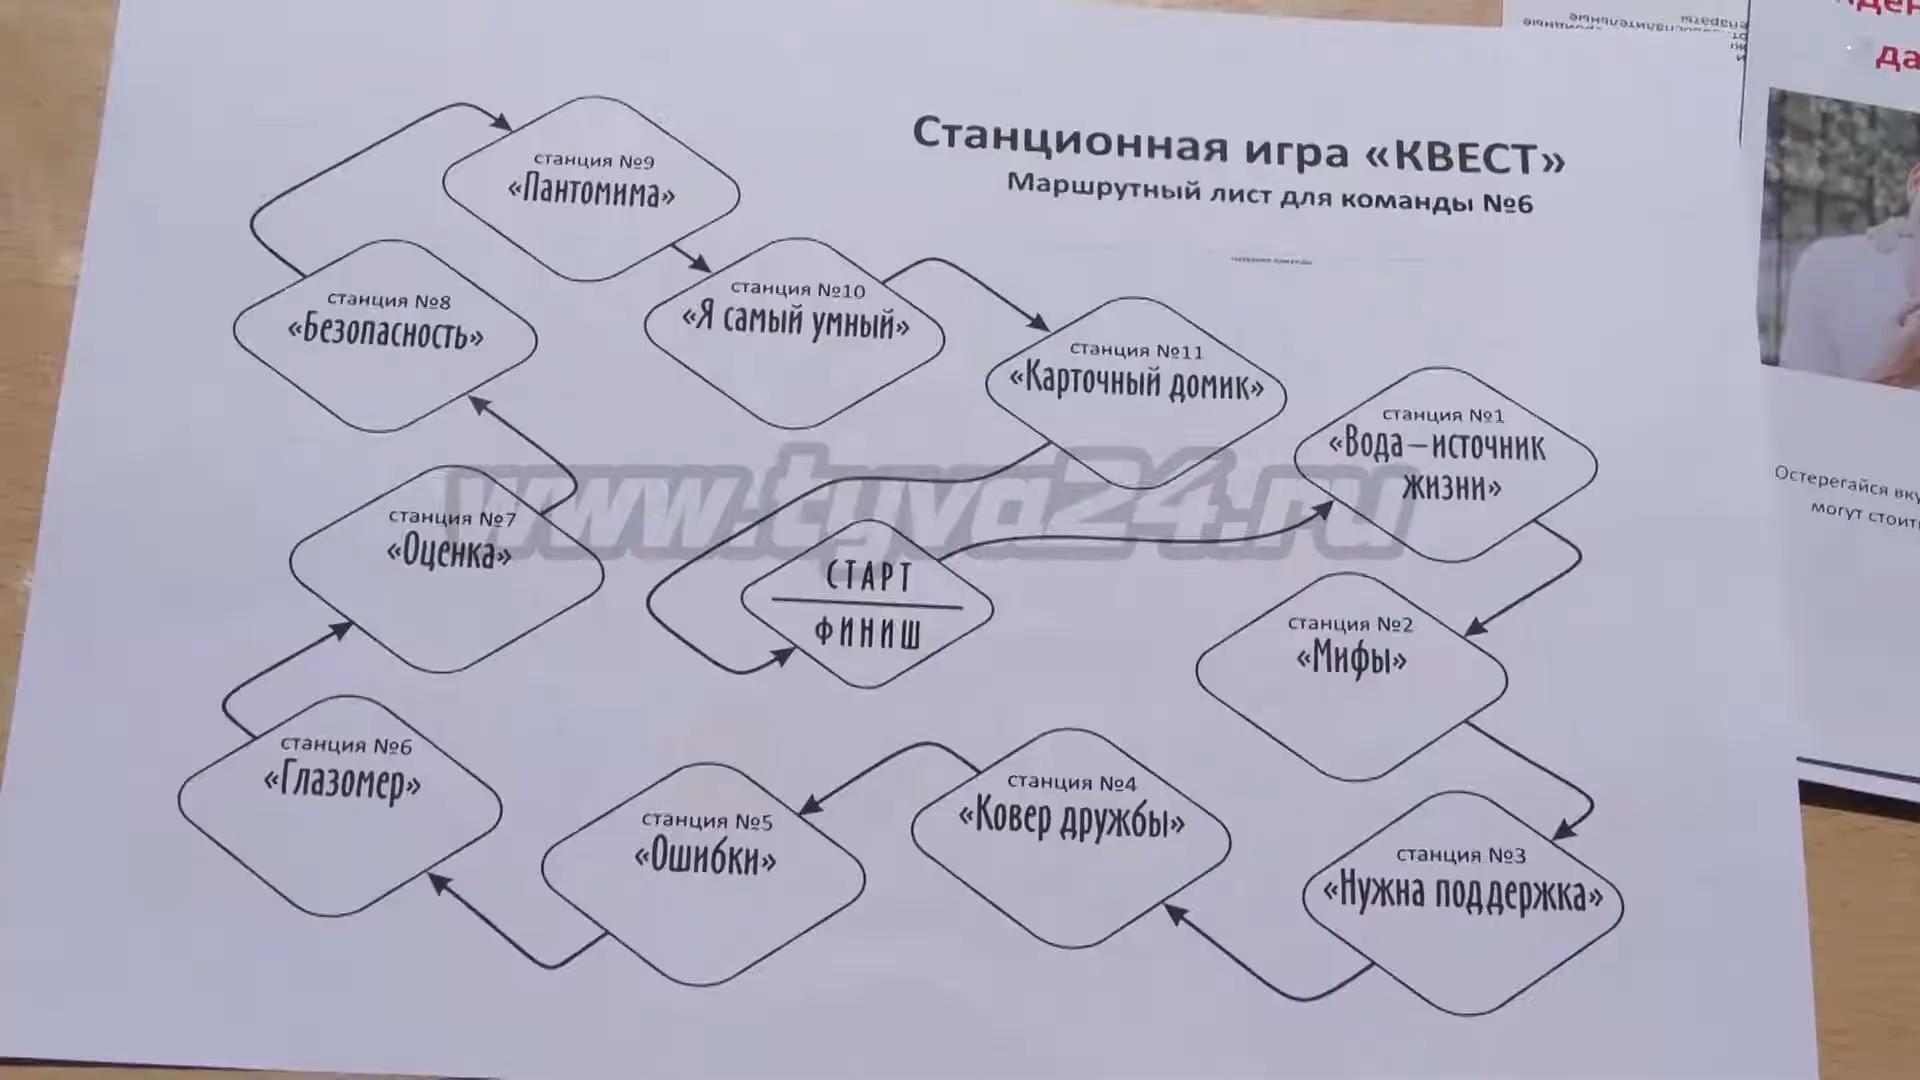 Станционная игра «КВЕСТ»
Маршрутный лист для команды №6
станция №9
«Пантомима»
станция №10
«Я самый умный»
станция №8
«Безопасность»
станция №11
«Карточный домик»
станция №1
«Вода – источник
жизни»
www.tyva24.ru
станция №7
«Оценка»
СТАРТ
ФИНИШ
станция №2
«Мифы»
станция №6
«Глазомер»
станция №5
«Ошибки»
станция №4
«Ковер дружбы»
станция №3
«Нужна поддержка»
да
Остерегайся вку
могут стоит